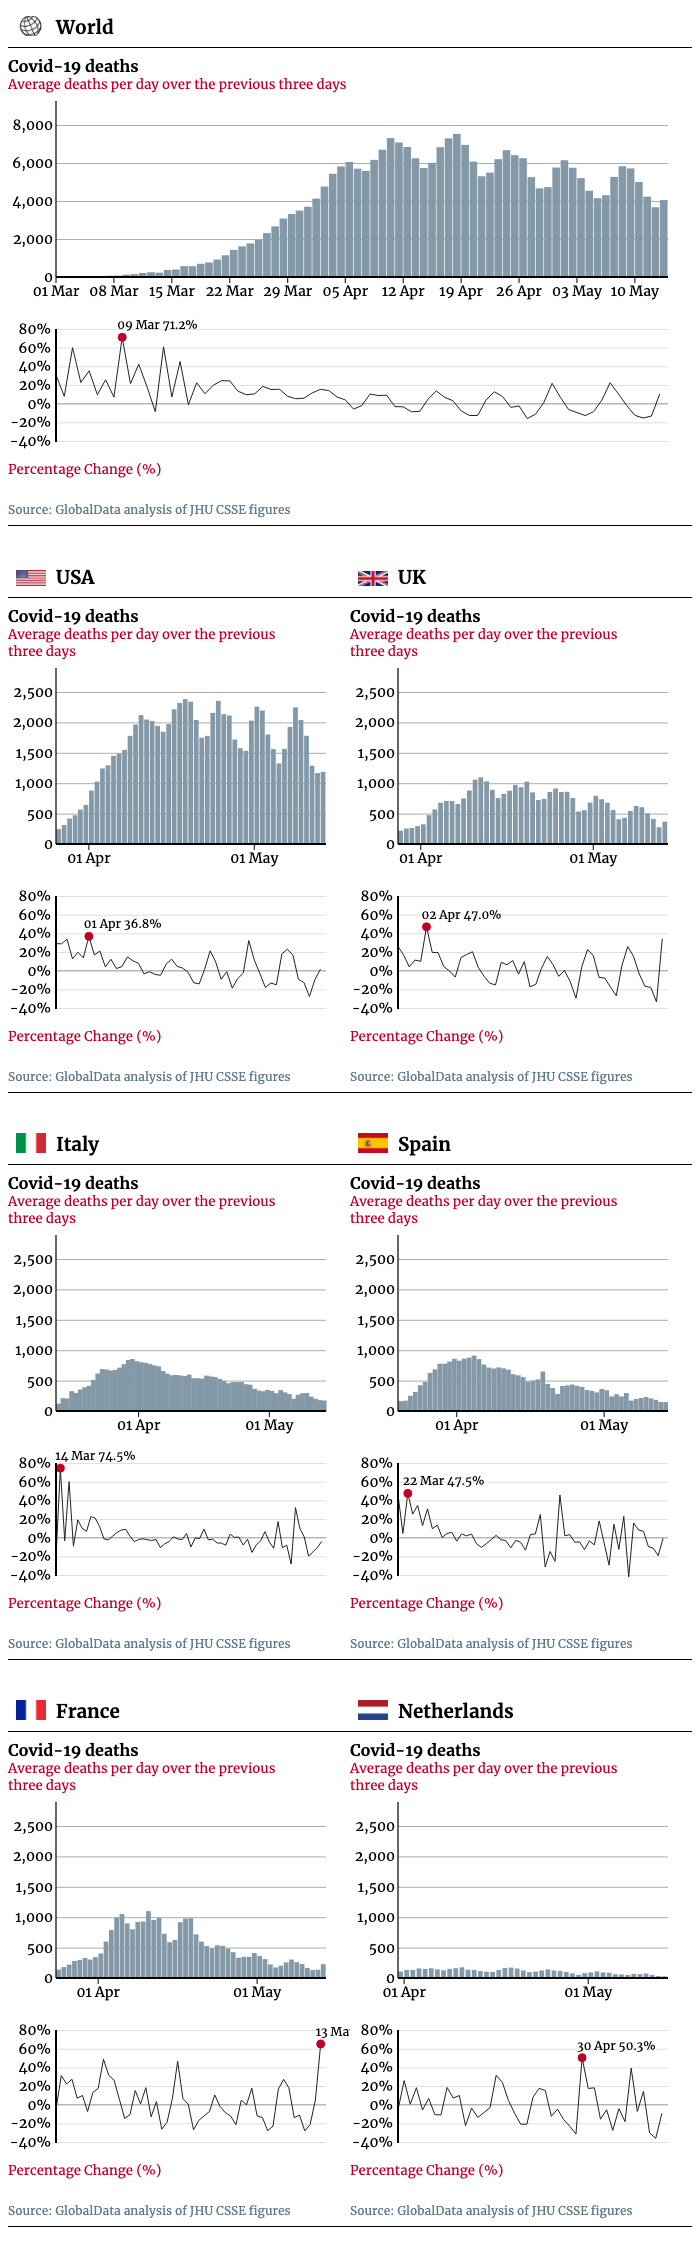 World
Covid-19 deaths
Average deaths per day over the previous three days
8,000
6,000
4,000
2,000
0
01 Mar 08 Mar 15 Mar 22 Mar 29 Mar 05 Apr 12 Apr 19 Apr 26 Apr 03 May 10 May
09 Mar 71.2%
80%
60%
40%
20%
0%
-20%
-40%
Percentage Change (%)
Source: GlobalData analysis of JHU CSSE figures
USA
Covid-19 deaths
Average deaths per day over the previous
three days
2,500
2,000
1,500
1,000
500
0
01 Apr 01 May
80%
60%
01 Apr 36.8%
40%
20%
0%
-20%
-40%
Percentage Change (%)
Source: GlobalData analysis of JHU CSSE figures
UK
Covid-19 deaths
Average deaths per day over the previous
three days
2,500
2,000
1,500
1,000
500
0
01 Apr 01 May
80%
60%
02 Apr 47.0%
40%
20%
0%
-20%
-40%
Percentage Change (%)
Source: GlobalData analysis of JHU CSSE figures
Italy
Covid-19 deaths
Average deaths per day over the previous
three days
2,500
2,000
1,500
1,000
500
0
01 Apr 01 May
14 Mar 74.5%
80%
60%
40%
20%
0%
-20%
-40%
Percentage Change (%)
Source: GlobalData analysis of JHU CSSE figures
Spain
Covid-19 deaths
Average deaths per day over the previous
three days
2,500
2,000
1,500
1,000
500
0
01 Apr 01 May
80%
22 Mar 47.5%
60%
40%
20%
0%
-20%
-40%
Percentage Change (%)
Source: GlobalData analysis of JHU CSSE figures
France
Covid-19 deaths
Average deaths per day over the previous
three days
2,500
2,000
1,500
1,000
500
0
01 Apr 01 May
13 Ma
80%
60%
40%
20%
0%
-20%
-40%
Percentage Change (%)
Source: GlobalData analysis of JHU CSSE figures
Netherlands
Covid-19 deaths
Average deaths per day over the previous
three days
2,500
2,000
1,500
1,000
500
0
01 Apr 01 May
80%
30 Apr 50.3%
60%
40%
20%
0%
-20%
-40%
Percentage Change (%)
Source: GlobalData analysis of JHU CSSE figures